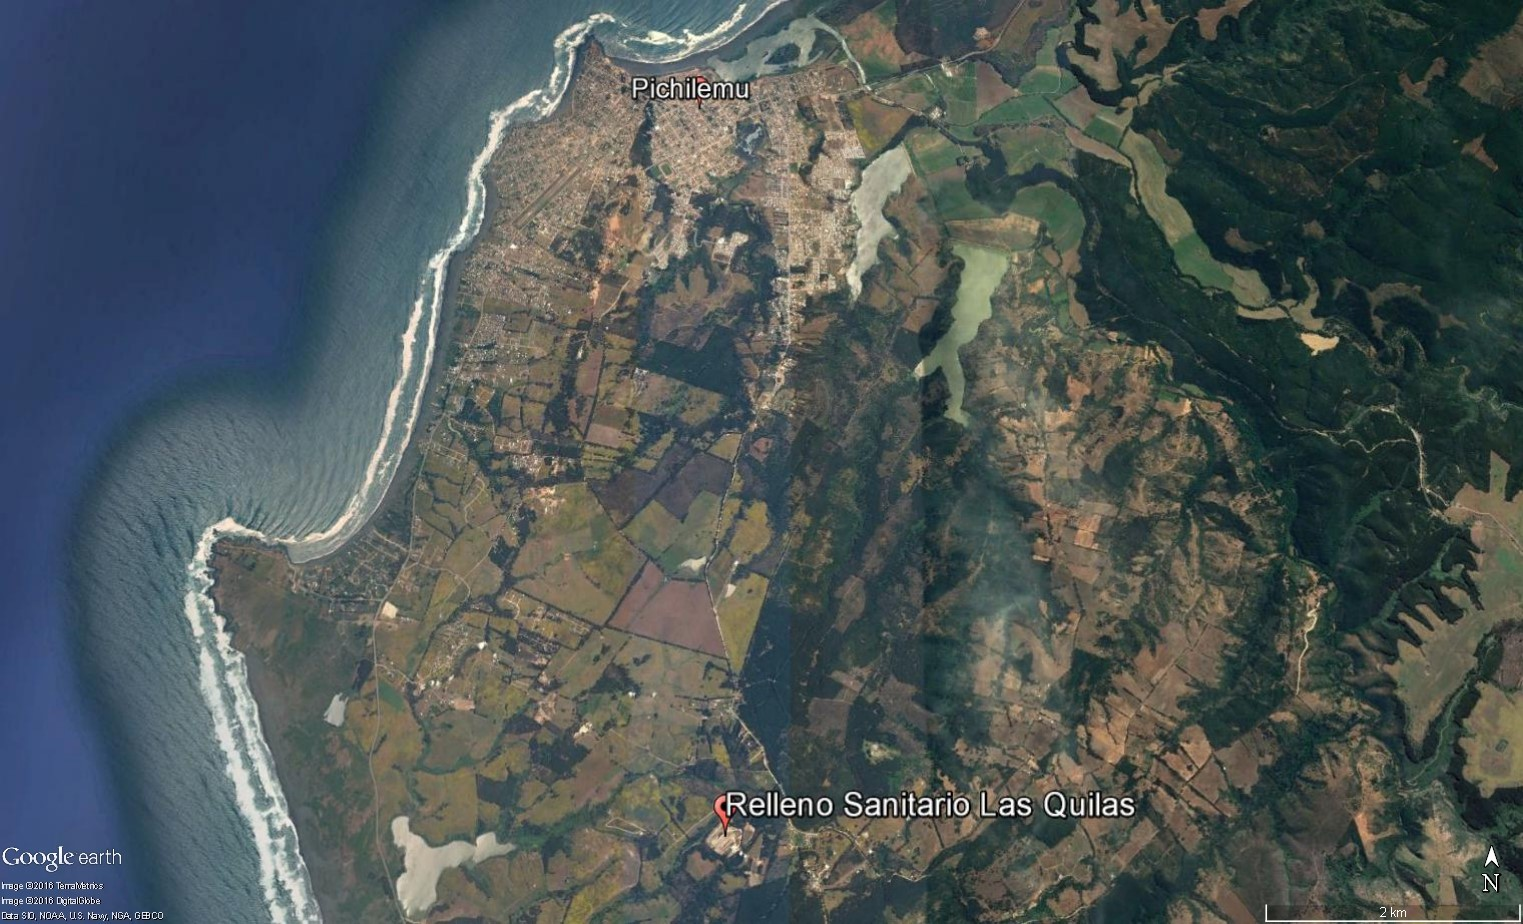 Pichilemu
Relleno Sanitario Las Quilas
Google earth
Image © 2016 TerraMetrics
Image © 2016 DigitalGlobe
Data SIO, NOAA, U.S. Navy, NGA, GEBCO
N
2 km